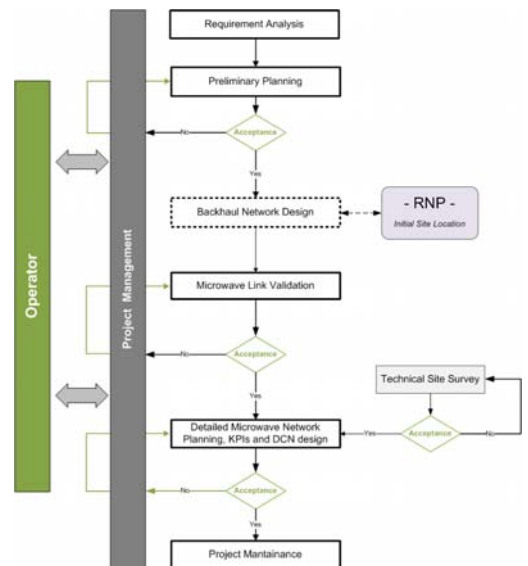 Requirement Analysis
Preliminary Planning
Acceptance
No
Yes
Backhaul Network Design
- RNP -
Initial Site Location
Operator
Project Management
Microwave Link Validation
Acceptance
No
Yes
Technical Site Survey
Detailed Microwave Network
Planning, KPIs and DCN design
Yes
Acceptance
No
Acceptance
No
Yes
Project Mantainance